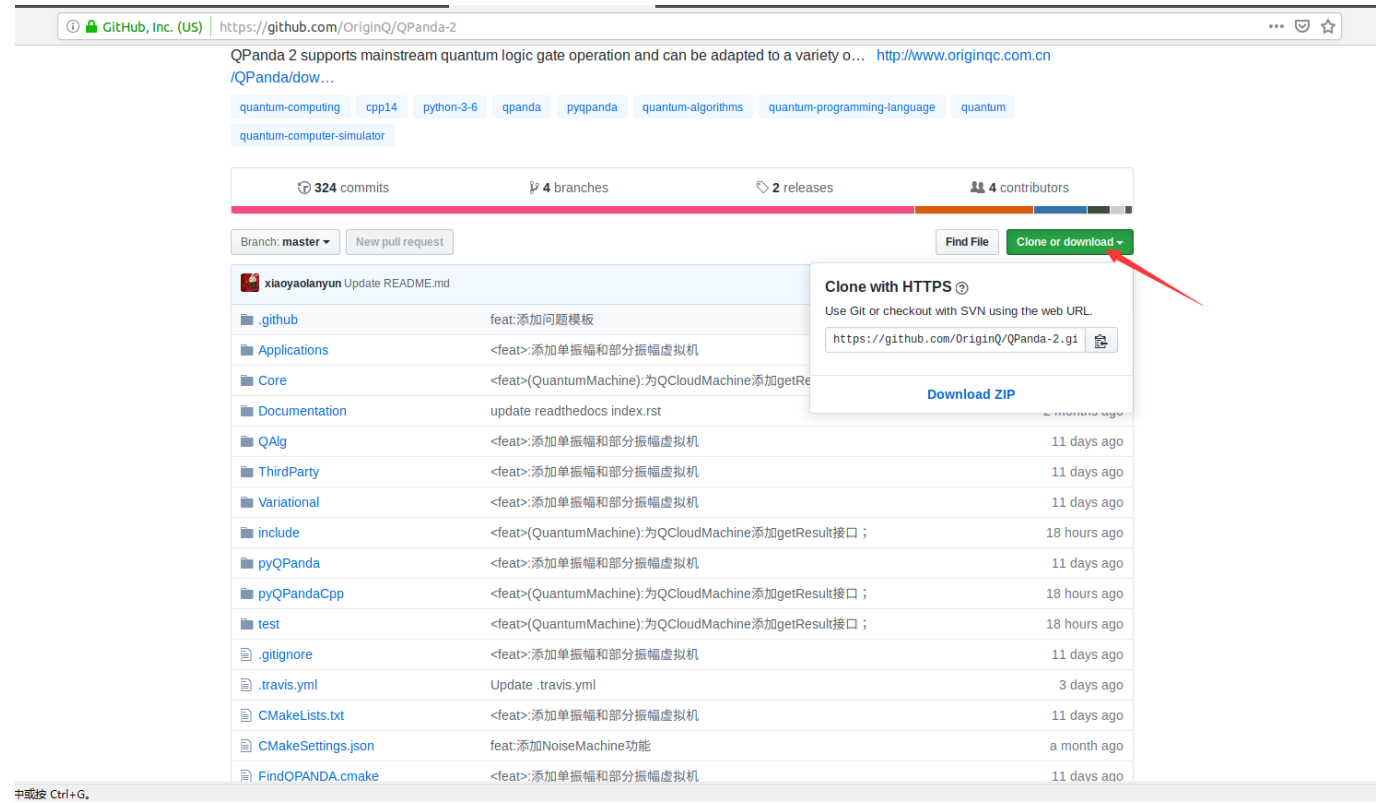 GitHub, Inc. (US) https://github.com/OriginQ/QPanda-2
QPanda 2 supports mainstream quantum logic gate operation and can be adapted to a variety o… http://www.originqc.com.cn
/QPanda/dow…
quantum-computing cpp14 python-3-6 qpanda pyqpanda quantum-algorithms quantum-programming-language quantum
quantum-computer-simulator
324 commits 4 branches 2 releases 4 contributors
Branch: master New pull request Find File Clone or download
xiaoyaolanyun Update README.md
Clone with HTTPS
Use Git or checkout with SVN using the web URL.
https://github.com/OriginQ/QPanda-2.gi
Download ZIP
.github feat:添加问题模板
Applications <feat>:添加单振幅和部分振幅虚拟机
Core <feat>(QuantumMachine):为QCloudMachine添加getRe
Documentation update readthedocs index.rst 2 months ago
QAlg <feat>:添加单振幅和部分振幅虚拟机 11 days ago
ThirdParty <feat>:添加单振幅和部分振幅虚拟机 11 days ago
Variational <feat>:添加单振幅和部分振幅虚拟机 11 days ago
include <feat>(QuantumMachine):为QCloudMachine添加getResult接口； 18 hours ago
pyQPanda <feat>:添加单振幅和部分振幅虚拟机 11 days ago
pyQPandaCpp <feat>(QuantumMachine):为QCloudMachine添加getResult接口； 18 hours ago
test <feat>(QuantumMachine):为QCloudMachine添加getResult接口； 18 hours ago
.gitignore <feat>:添加单振幅和部分振幅虚拟机 11 days ago
.travis.yml Update .travis.yml 3 days ago
CMakeLists.txt <feat>:添加单振幅和部分振幅虚拟机 11 days ago
CMakeSettings.json feat:添加NoiseMachine功能 a month ago
FindQPANDA.cmake <feat>:添加单振幅和部分振幅虚拟机 11 days ago
中或按 Ctrl+G。